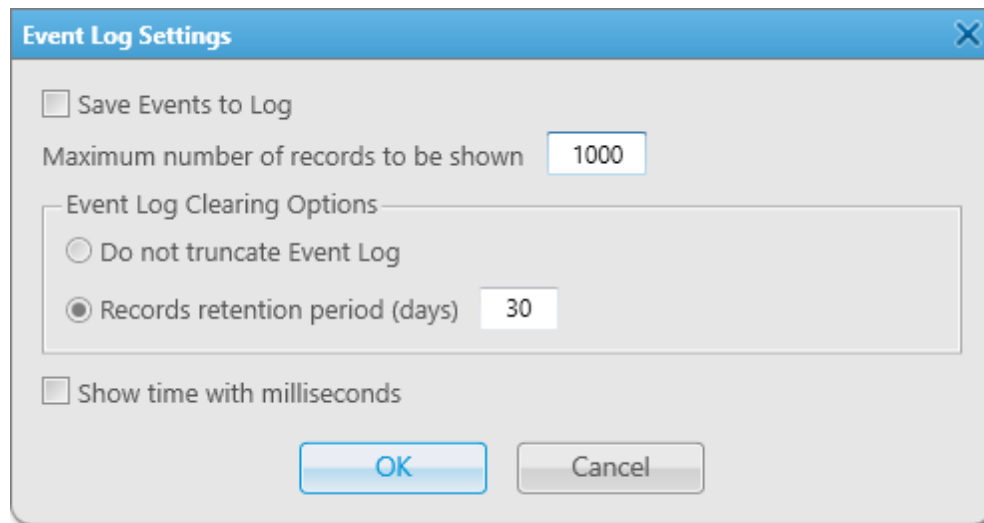 Event Log Settings
Save Events to Log
Maximum number of records to be shown 1000
Event Log Clearing Options
Do not truncate Event Log
Records retention period (days) 30
Show time with milliseconds
OK Cancel